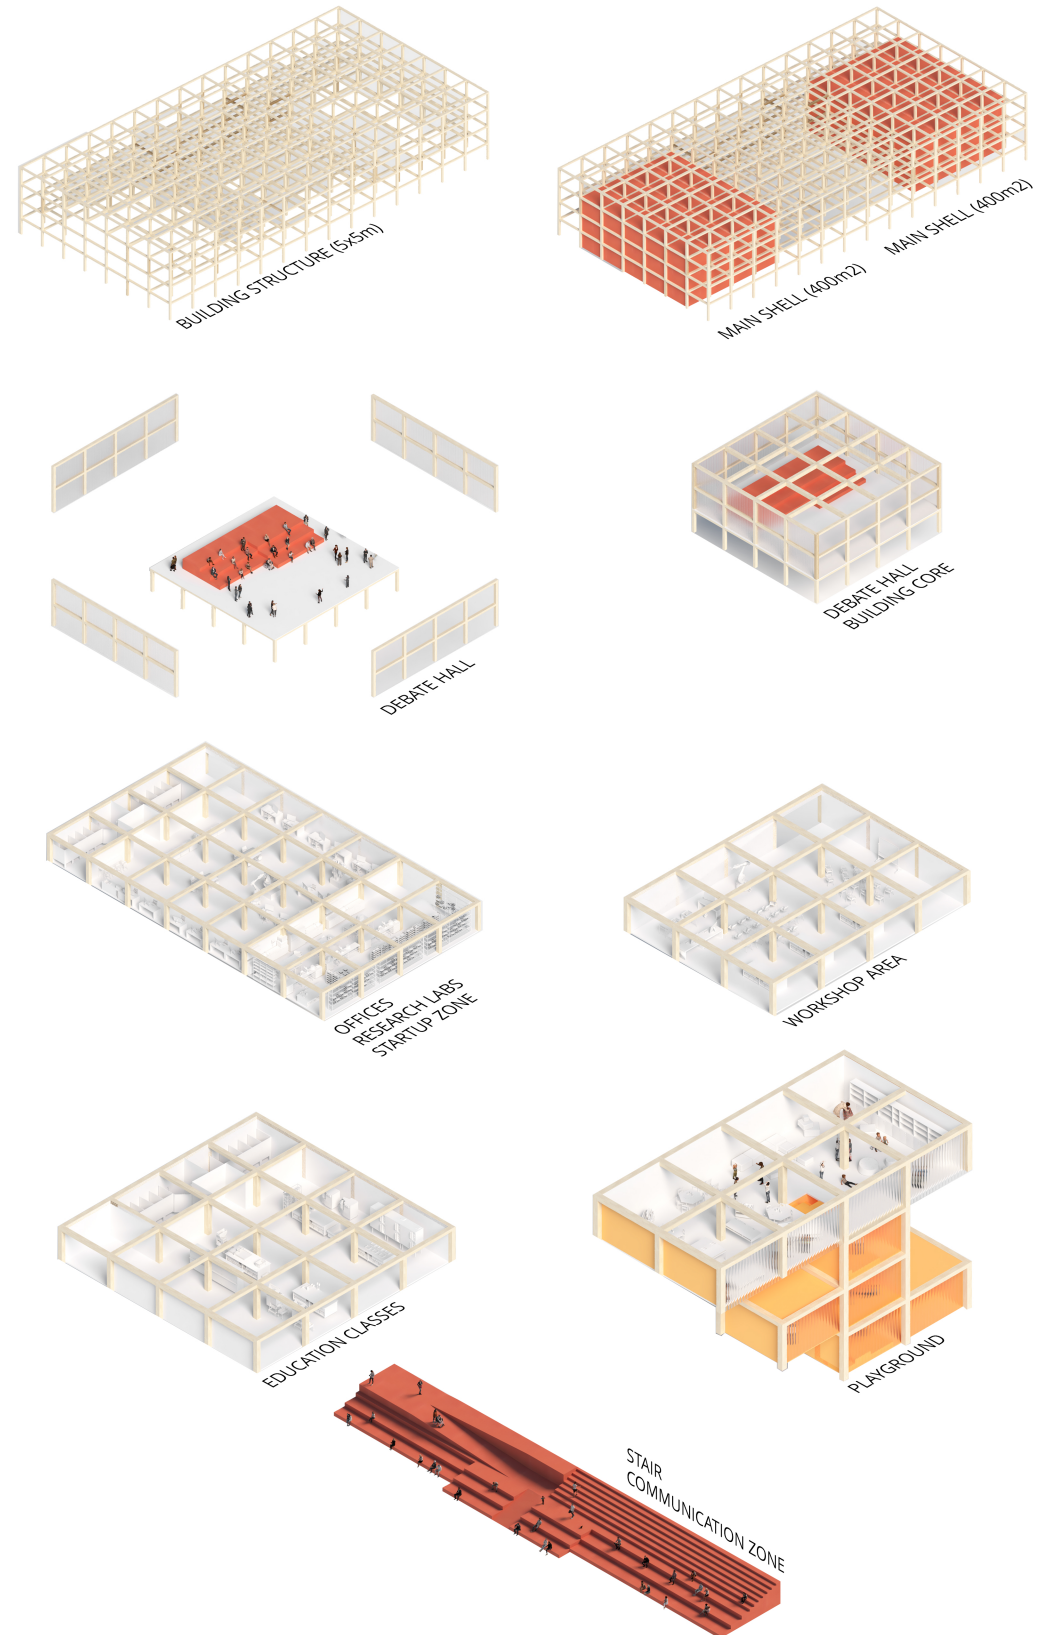 BUILDING STRUCTURE (5x5m)
MAIN SHELL (400m2)
MAIN SHELL (400m2)
DEBATE HALL
DEBATE HALL
BUILDING CORE
OFFICES
RESEARCH LABS
STARTUP ZONE
WORKSHOP AREA
EDUCATION CLASSES
PLAYGROUND
STAIR
COMMUNICATION ZONE